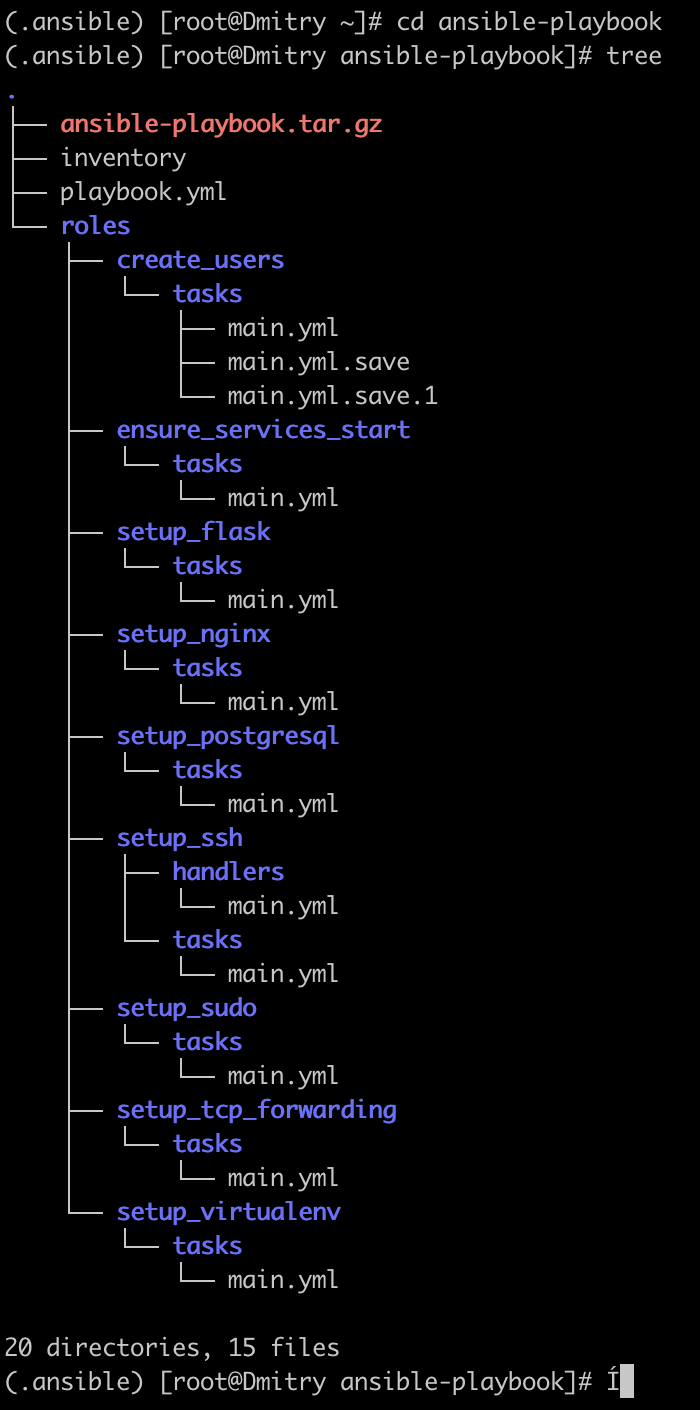 (.ansible) [root@Dmitry ~]# cd ansible-playbook
(.ansible) [root@Dmitry ansible-playbook]# tree
.
├── ansible-playbook.tar.gz
├── inventory
├── playbook.yml
└── roles
    ├── create_users
    │   └── tasks
    │       ├── main.yml
    │       ├── main.yml.save
    │       └── main.yml.save.1
    ├── ensure_services_start
    │   └── tasks
    │       └── main.yml
    ├── setup_flask
    │   └── tasks
    │       └── main.yml
    ├── setup_nginx
    │   └── tasks
    │       └── main.yml
    ├── setup_postgresql
    │   └── tasks
    │       └── main.yml
    ├── setup_ssh
    │   ├── handlers
    │   │   └── main.yml
    │   └── tasks
    │       └── main.yml
    ├── setup_sudo
    │   └── tasks
    │       └── main.yml
    ├── setup_tcp_forwarding
    │   └── tasks
    │       └── main.yml
    └── setup_virtualenv
        └── tasks
            └── main.yml

20 directories, 15 files
(.ansible) [root@Dmitry ansible-playbook]# Í